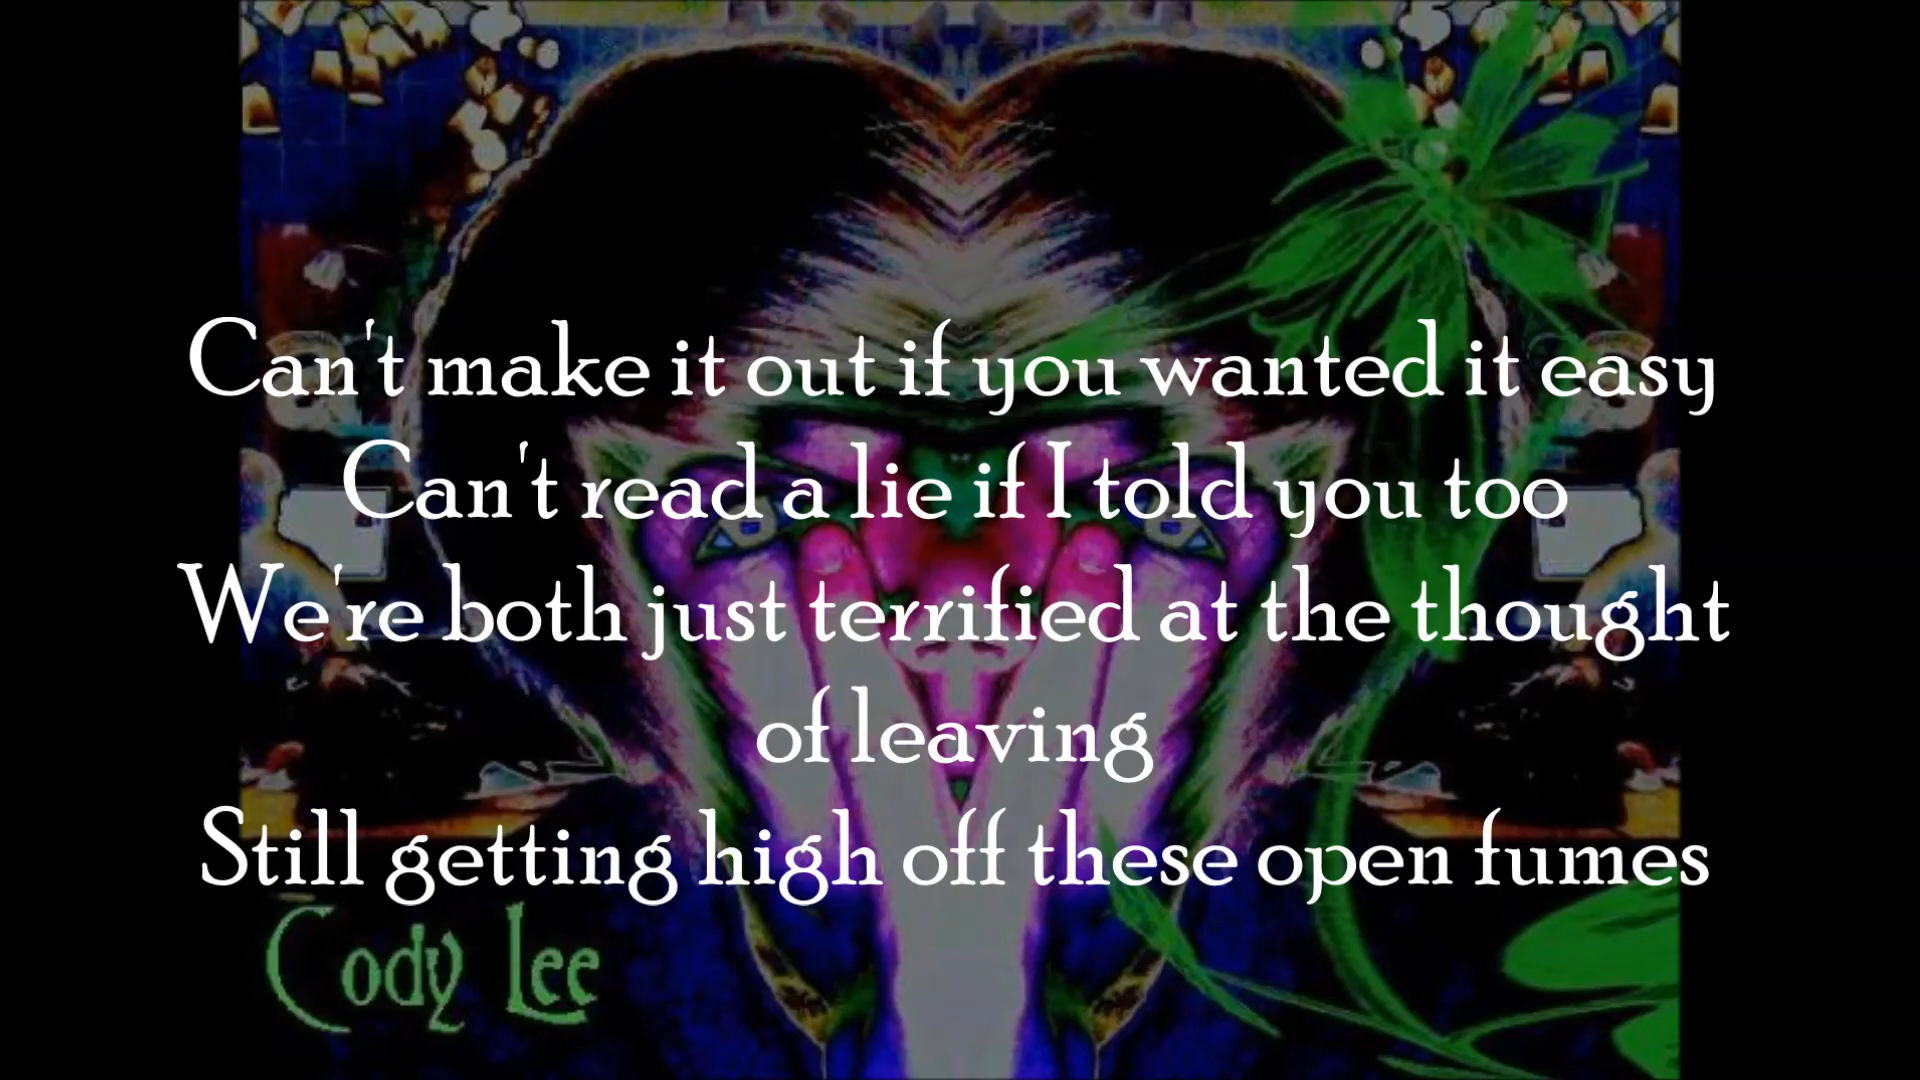 Can't make it out if you wanted it easy
Can't read a lie if I told you too
We're both just terrified at the thought
of leaving
Still getting high off these open fumes
Cody Lee